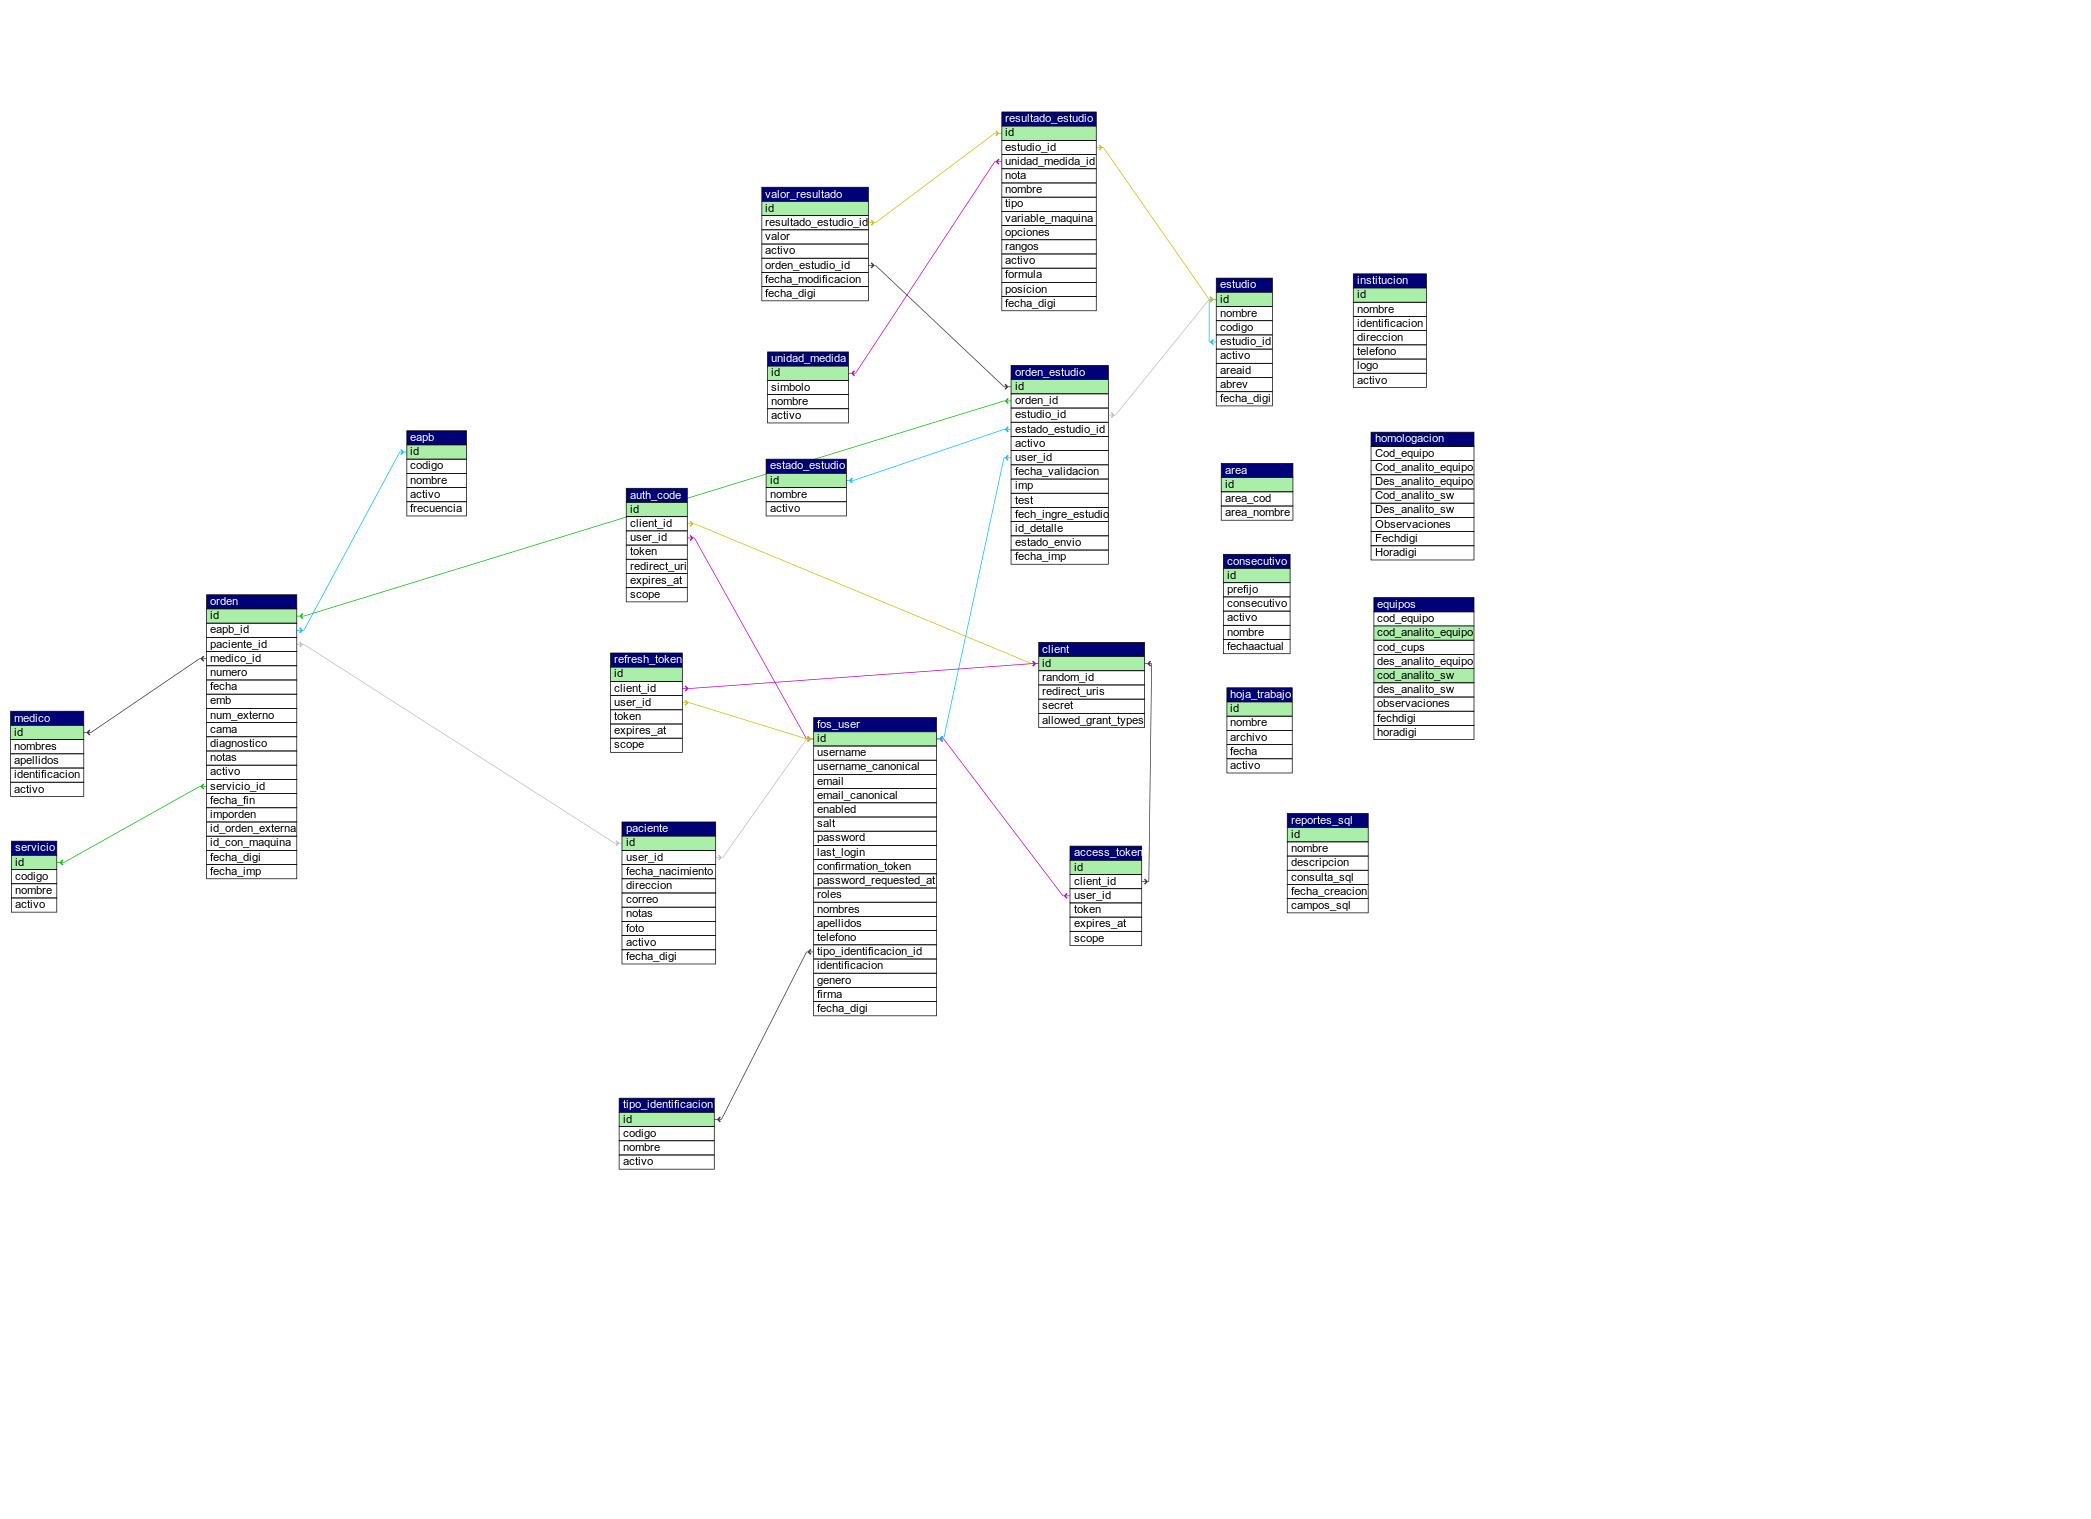 resultado_estudio
id
estudio_id
unidad_medida_id
nota
nombre
tipo
variable_maquina
opciones
rangos
activo
formula
posicion
fecha_digi
valor_resultado
id
resultado_estudio_id
valor
activo
orden_estudio_id
fecha_modificacion
fecha_digi
estudio
id
nombre
codigo
estudio_id
activo
areaid
abrev
fecha_digi
institucion
id
nombre
identificacion
direccion
telefono
logo
activo
unidad_medida
id
simbolo
nombre
activo
orden_estudio
id
orden_id
estudio_id
estado_estudio_id
activo
user_id
fecha_validacion
imp
test
fech_ingre_estudio
id_detalle
estado_envio
fecha_imp
eapb
id
codigo
nombre
activo
frecuencia
homologacion
Cod_equipo
Cod_analito_equipo
Des_analito_equipo
Cod_analito_sw
Des_analito_sw
Observaciones
Fechdigi
Horadigi
estado_estudio
id
nombre
activo
area
id
area_cod
area_nombre
auth_code
id
client_id
user_id
token
redirect_uri
expires_at
scope
consecutivo
id
prefijo
consecutivo
activo
nombre
fechaactual
orden
id
eapb_id
paciente_id
medico_id
numero
fecha
emb
num_externo
cama
diagnostico
notas
activo
servicio_id
fecha_fin
imporden
id_orden_externa
id_con_maquina
fecha_digi
fecha_imp
equipos
cod_equipo
cod_analito_equipo
cod_cups
des_analito_equipo
cod_analito_sw
des_analito_sw
observaciones
fechdigi
horadigi
client
id
random_id
redirect_uris
secret
allowed_grant_types
refresh_token
id
client_id
user_id
token
expires_at
scope
hoja_trabajo
id
nombre
archivo
fecha
activo
medico
id
nombres
apellidos
identificacion
activo
fos_user
id
username
username_canonical
email
email_canonical
enabled
salt
password
last_login
confirmation_token
password_requested_at
roles
nombres
apellidos
telefono
tipo_identificacion_id
identificacion
genero
firma
fecha_digi
reportes_sql
id
nombre
descripcion
consulta_sql
fecha_creacion
campos_sql
paciente
id
user_id
fecha_nacimiento
direccion
correo
notas
foto
activo
fecha_digi
servicio
id
codigo
nombre
activo
access_token
id
client_id
user_id
token
expires_at
scope
tipo_identificacion
id
codigo
nombre
activo